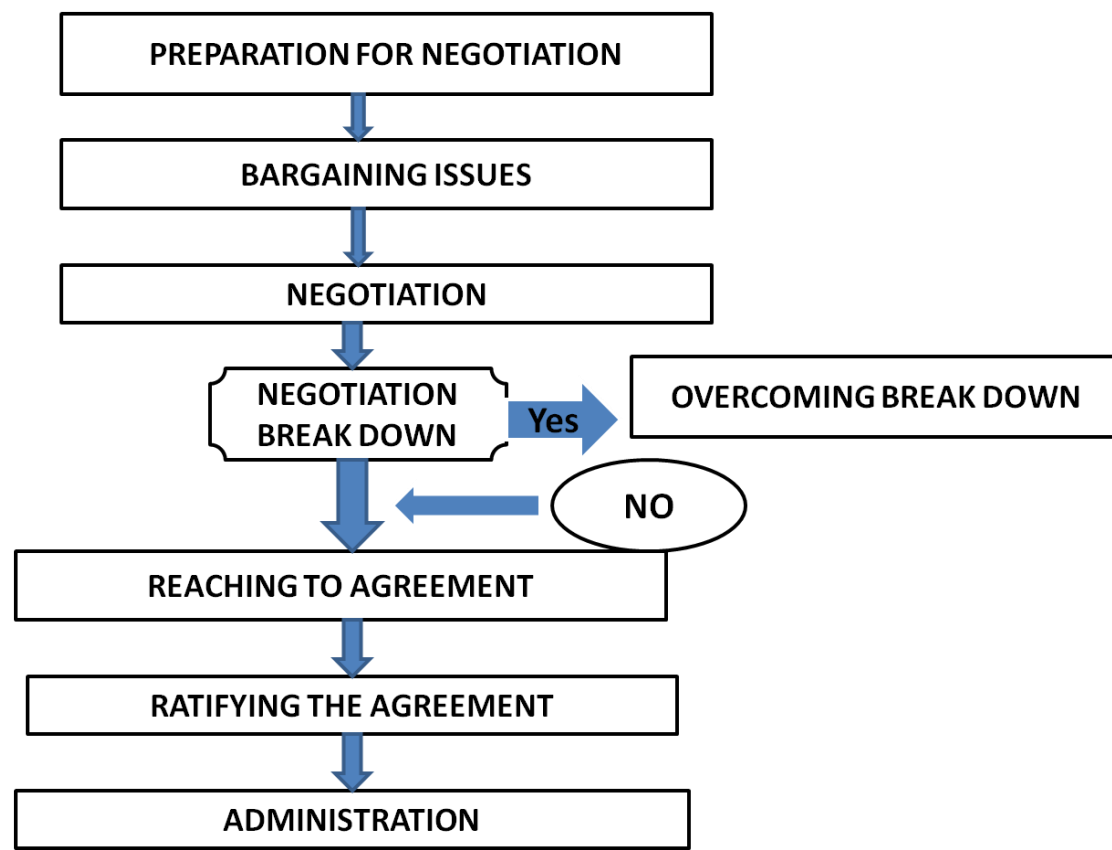 PREPARATION FOR NEGOTIATION
BARGAINING ISSUES
NEGOTIATION
NEGOTIATION
BREAK DOWN
Yes
OVERCOMING BREAK DOWN
NO
REACHING TO AGREEMENT
RATIFYING THE AGREEMENT
ADMINISTRATION